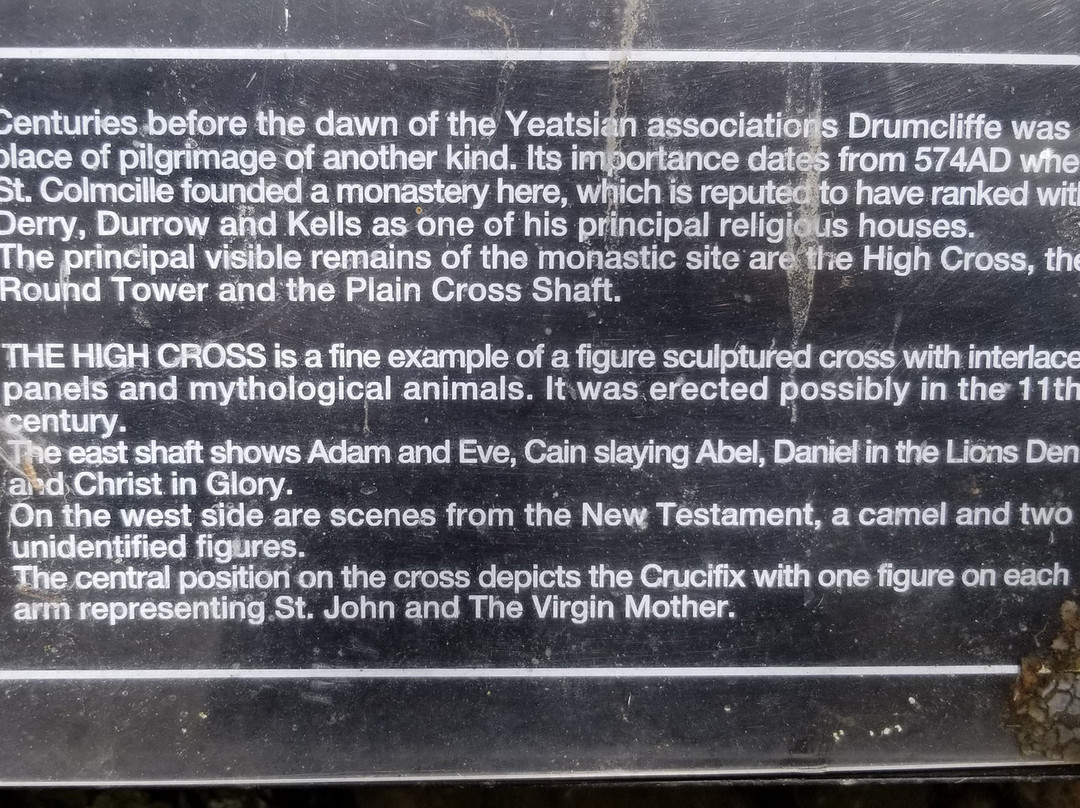 Centuries before the dawn of the Yeatsian associations Drumcliffe was
place of pilgrimage of another kind. Its importance dates from 574AD whe
St. Colmcille founded a monastery here, which is reputed to have ranked with
Derry, Durrow and Kells as one of his principal religious houses.
The principal visible remains of the monastic site are the High Cross, the
Round Tower and the Plain Cross Shaft.
THE HIGH CROSS is a fine example of a figure sculptured cross with interlace
panels and mythological animals. It was erected possibly in the 11th
century.
The east shaft shows Adam and Eve, Cain slaying Abel, Daniel in the Lions Den
and Christ in Glory.
On the west side are scenes from the New Testament, a camel and two
unidentified figures.
The central position on the cross depicts the Crucifix with one figure on each
arm representing St. John and The Virgin Mother.